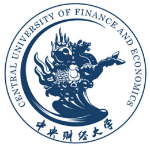 CENTRAL UNIVERSITY OF FINANCE AND ECONOMICS
中央财经大学